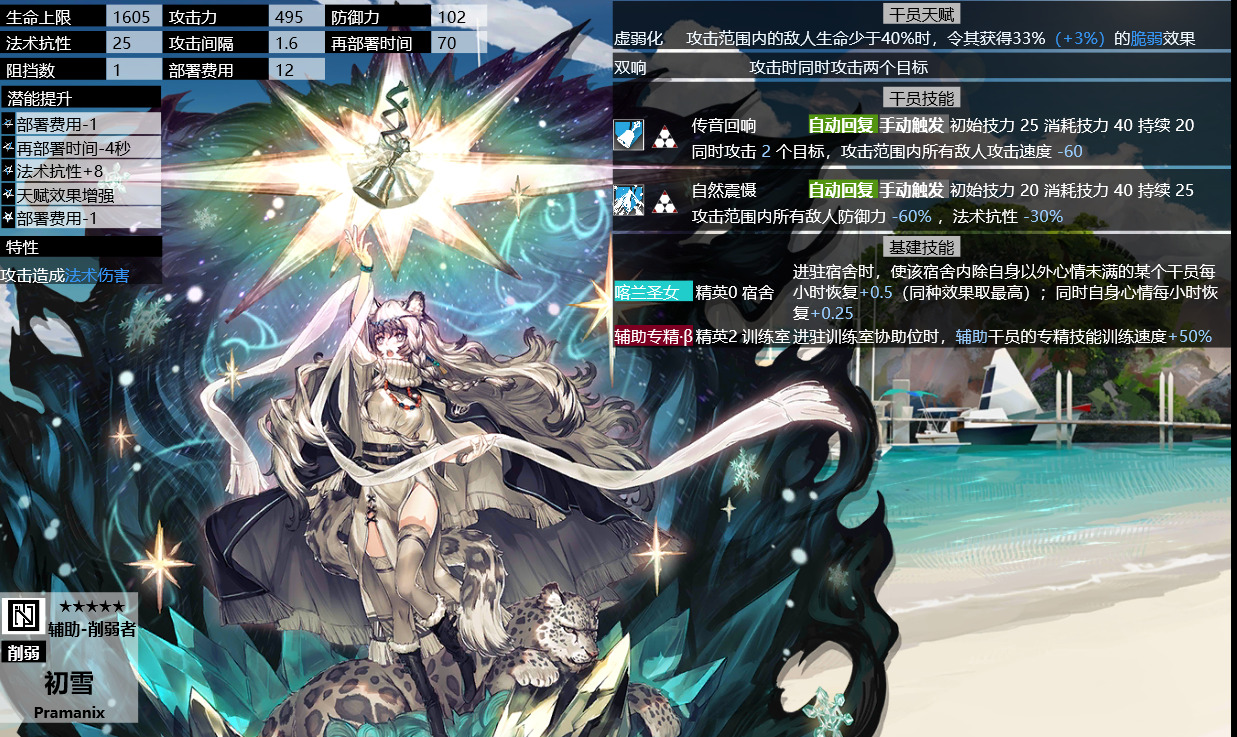 生命上限 1605 攻击力 495 防御力 102
法术抗性 25 攻击间隔 1.6 再部署时间 70
阻挡数 1 部署费用 12
潜能提升
部署费用-1
再部署时间-4秒
法术抗性+8
天赋效果增强
部署费用-1
特性
攻击造成法术伤害
干员天赋
虚弱化 攻击范围内的敌人生命少于40%时，令其获得33%（+3%）的脆弱效果
双响 攻击时同时攻击两个目标
干员技能
传音回响 自动回复 手动触发 初始技力 25 消耗技力 40 持续 20
同时攻击 2 个目标，攻击范围内所有敌人攻击速度 -60
自然震慑 自动回复 手动触发 初始技力 20 消耗技力 40 持续 25
攻击范围内所有敌人防御力 -60% ，法术抗性 -30%
基建技能
喀兰圣女 精英0 宿舍 进驻宿舍时，使该宿舍内除自身以外心情未满的某个干员每
小时恢复+0.5（同种效果取最高）；同时自身心情每小时恢
复+0.25
辅助专精·β 精英2 训练室 进驻训练室协助位时，辅助干员的专精技能训练速度+50%
★★★★★
辅助-削弱者
削弱
初雪
Pramanix